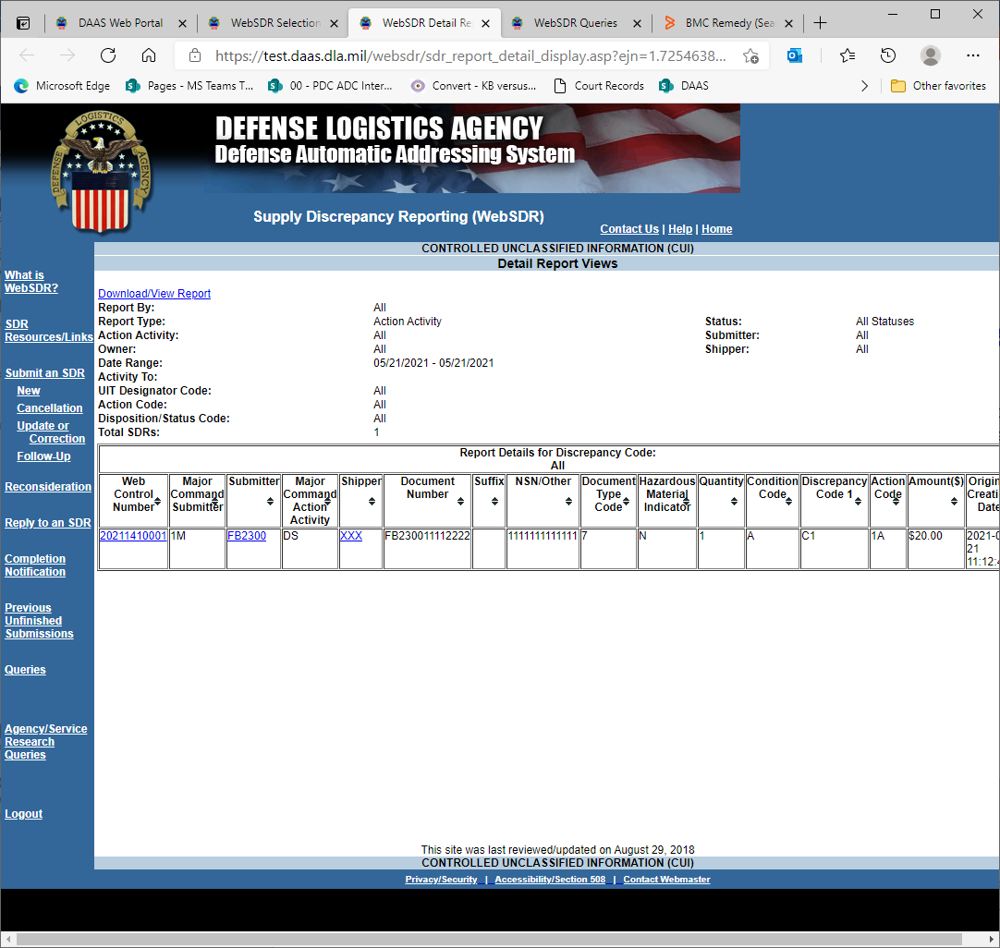 DAAS Web Portal
WebSDR Selection
WebSDR Detail Re
WebSDR Queries
BMC Remedy (Sea
https://test.daas.dla.mil/websdr/sdr_report_detail_display.asp?ejn=1.7254638...
Microsoft Edge
Pages - MS Teams T...
00 - PDC ADC Inter...
Convert - KB versus...
Court Records
DAAS
Other favorites
DEFENSE LOGISTICS AGENCY
Defense Automatic Addressing System
LOGISTICS
DEFENSE
AGENCY
Supply Discrepancy Reporting (WebSDR)
Contact Us | Help | Home
CONTROLLED UNCLASSIFIED INFORMATION (CUI)
Detail Report Views
What is
WebSDR?
SDR
Resources/Links
Submit an SDR
New
Cancellation
Update or
Correction
Follow-Up
Reconsideration
Reply to an SDR
Completion
Notification
Previous
Unfinished
Submissions
Queries
Agency/Service
Research
Queries
Logout
Download/View Report
Report By: All
Report Type: Action Activity Status: All Statuses
Action Activity: All Submitter: All
Owner: All Shipper: All
Date Range: 05/21/2021 - 05/21/2021
Activity To:
UIT Designator Code: All
Action Code: All
Disposition/Status Code: All
Total SDRs: 1
Report Details for Discrepancy Code:
All
Web Major Submitter Major Shipper Document Suffix NSN/Other Document Hazardous Quantity Condition Discrepancy Action Amount($) Origin
Control Command Command Number Type Material Code Code 1 Code Creati
Number Submitter Action Code Indicator Date
Activity
20211410001 1M FB2300 DS XXX FB230011112222 1111111111111 7 N 1 A C1 1A $20.00 2021-0
21
11:12:4
This site was last reviewed/updated on August 29, 2018
CONTROLLED UNCLASSIFIED INFORMATION (CUI)
Privacy/Security | Accessibility/Section 508 | Contact Webmaster